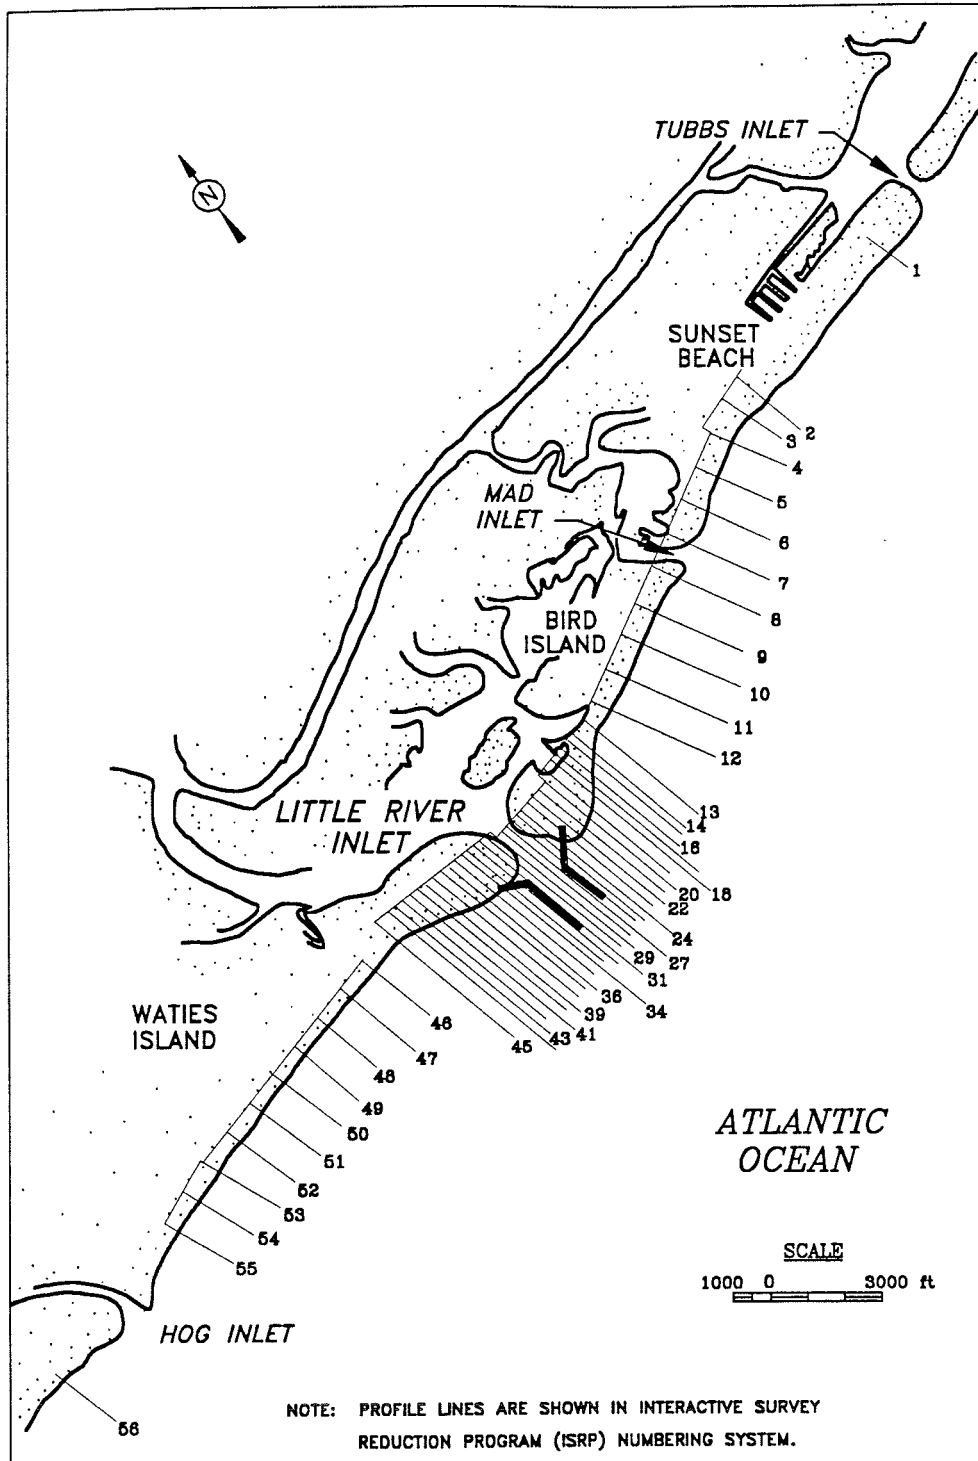 TUBBS INLET
N
1
SUNSET
BEACH
2
3
4
5
MAD
INLET
6
7
8
BIRD
ISLAND
9
10
11
12
13
14
16
18
LITTLE RIVER
INLET
20
22
24
27
29
31
34
36
39
41
43
45
46
47
48
49
50
51
52
53
54
55
WATIES
ISLAND
ATLANTIC
OCEAN
SCALE
1000 0 3000 ft
HOG INLET
56
NOTE: PROFILE LINES ARE SHOWN IN INTERACTIVE SURVEY
REDUCTION PROGRAM (ISRP) NUMBERING SYSTEM.